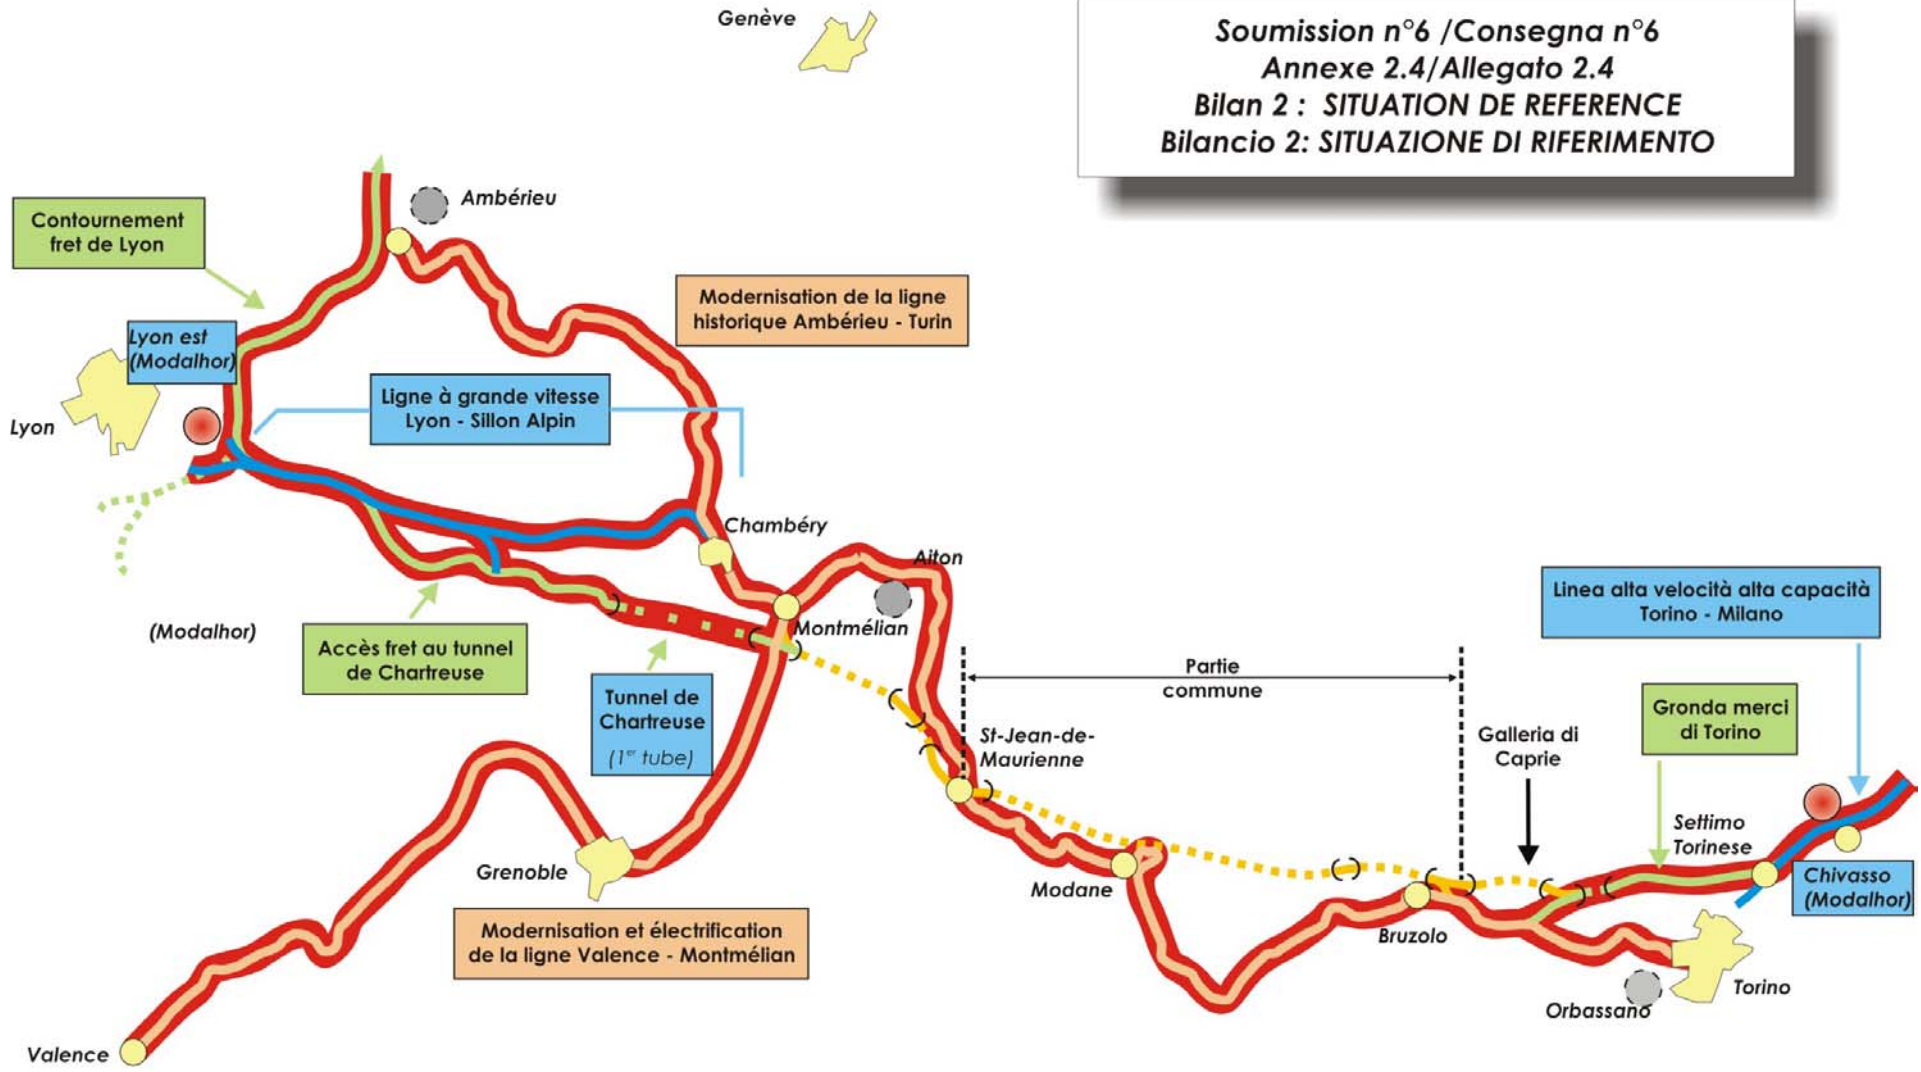 Genève
Soumission n°6 /Consegna n°6
Annexe 2.4/Allegato 2.4
Bilan 2 : SITUATION DE REFERENCE
Bilancio 2: SITUAZIONE DI RIFERIMENTO
Ambérieu
Contournement
fret de Lyon
Modernisation de la ligne
historique Ambérieu - Turin
Lyon est
(Modalhor)
Ligne à grande vitesse
Lyon - Sillon Alpin
Lyon
Chambéry
Aiton
Linea alta velocità alta capacità
Torino - Milano
(Modalhor)
Montmélian
Accès fret au tunnel
de Chartreuse
Partie
commune
Tunnel de
Chartreuse
(1er tube)
Gronda merci
di Torino
St-Jean-de-
Maurienne
Galleria di
Caprie
Settimo
Torinese
Grenoble
Modane
Chivasso
(Modalhor)
Modernisation et électrification
de la ligne Valence - Montmélian
Bruzolo
Torino
Orbassano
Valence